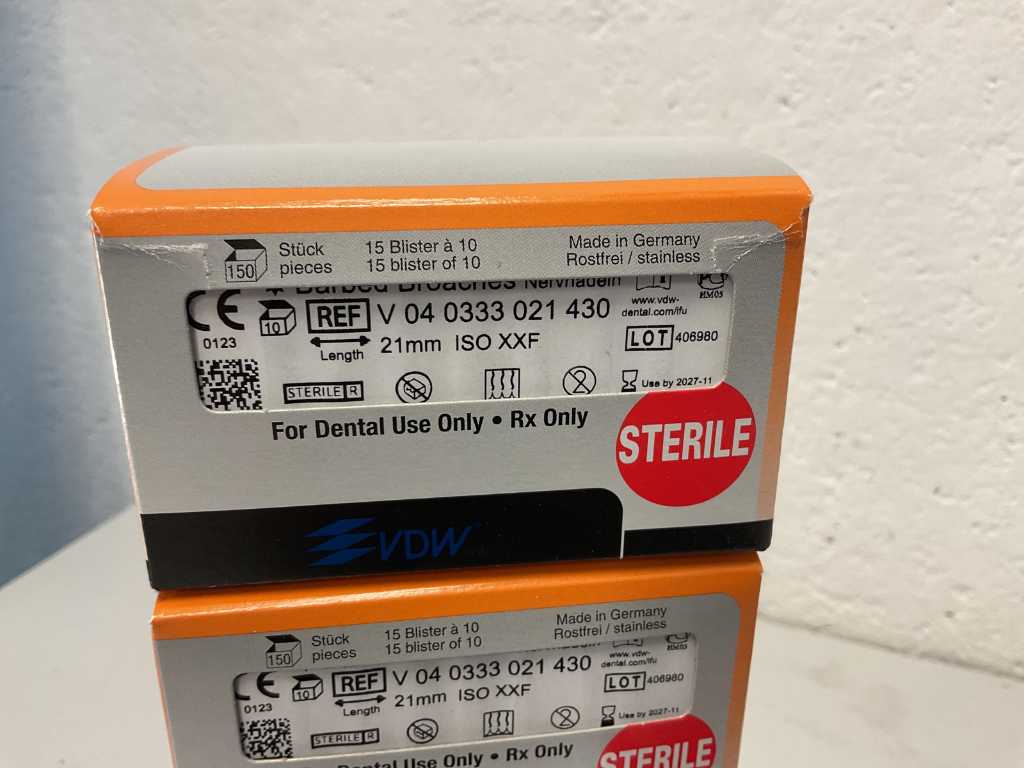 150
Stück
pieces
15 Blister à 10
15 blister of 10
Made in Germany
Rostfrei / stainless
Barbed Broaches Nervnadeln
HM05
CE
0123
10
REF V 04 0333 021 430
www.vdw-
dental.com/ifu
Length 21mm ISO XXF
LOT 406980
STERILE R
2
Use by 2027-11
For Dental Use Only • Rx Only
STERILE
VDW
150
Stück
pieces
15 Blister à 10
15 blister of 10
Made in Germany
Rostfrei / stainless
HM05
CE
0123
10
REF V 04 0333 021 430
www.vdw-
dental.com/ifu
Length 21mm ISO XXF
LOT 406980
STERILE R
2
Use by 2027-11
For Dental Use Only • Rx Only
STERILE